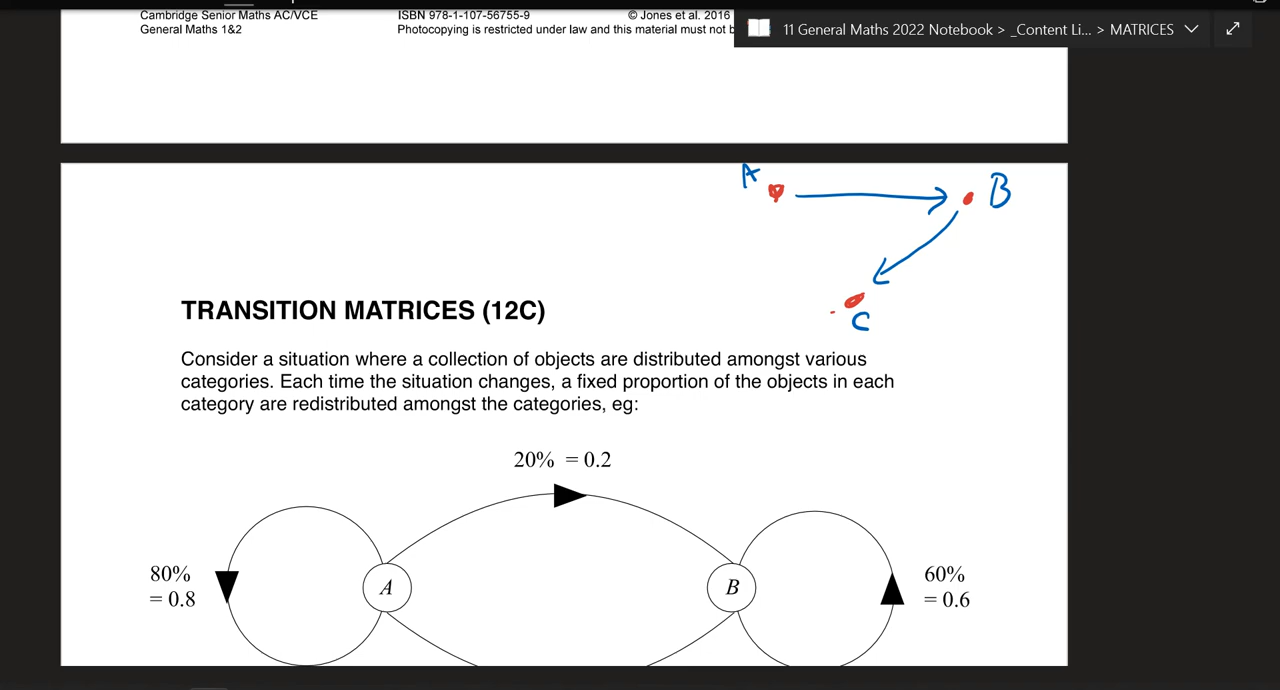 Cambridge Senior Maths AC/VCE ISBN 978-1-107-56755-9 © Jones et al. 2016
General Maths 1&2 Photocopying is restricted under law and this material must not b
11 General Maths 2022 Notebook > _Content Li... > MATRICES
A B
C
TRANSITION MATRICES (12C)
Consider a situation where a collection of objects are distributed amongst various
categories. Each time the situation changes, a fixed proportion of the objects in each
category are redistributed amongst the categories, eg:
20% = 0.2
80%
= 0.8
A
B
60%
= 0.6